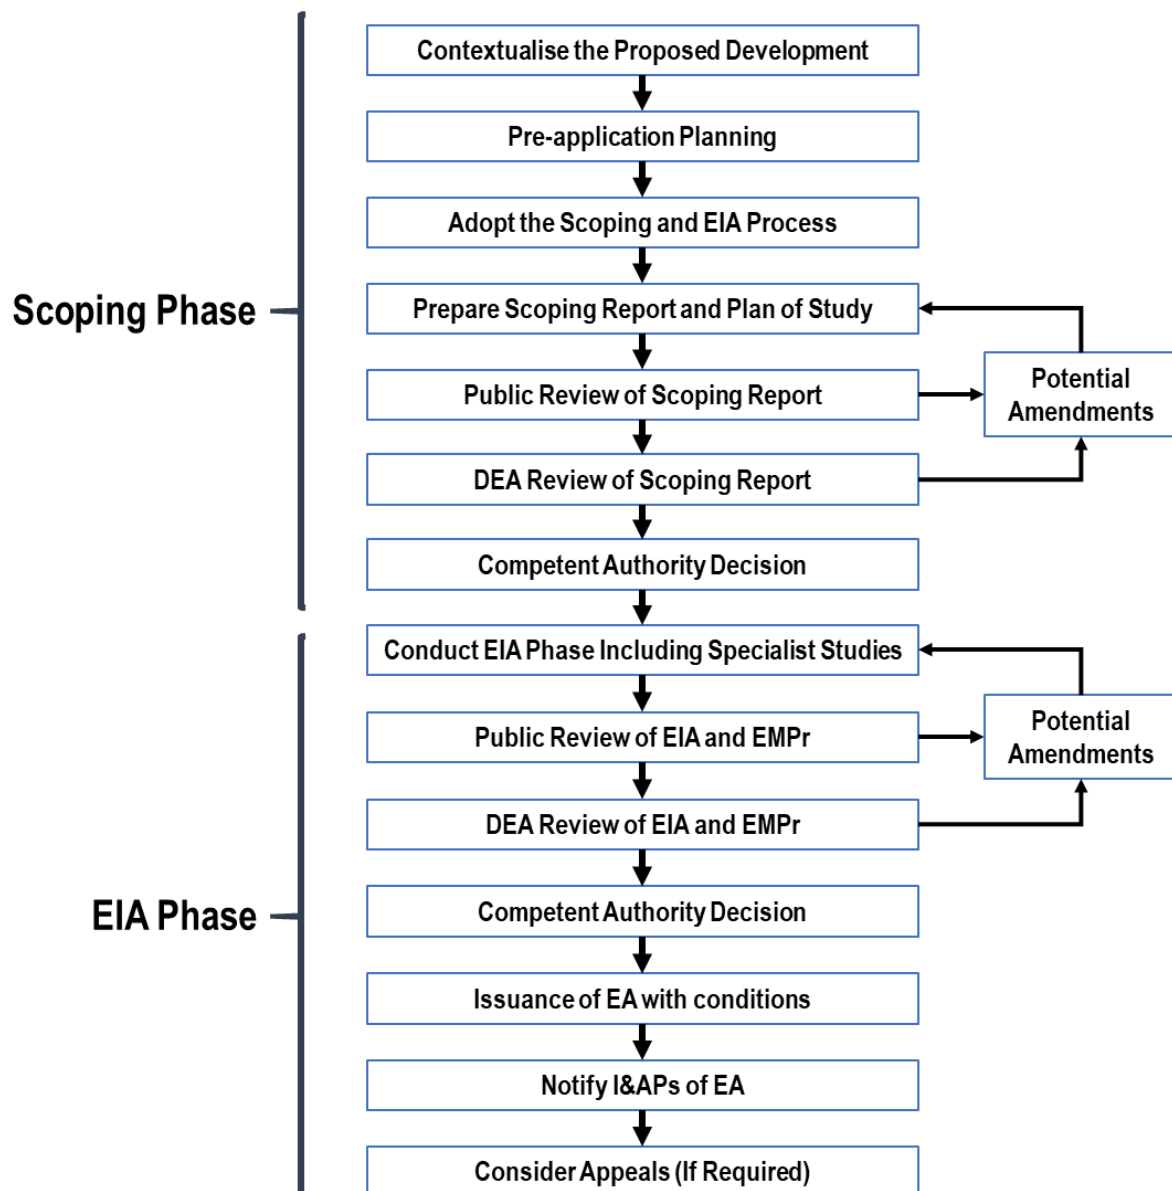 Contextualise the Proposed Development
Pre-application Planning
Adopt the Scoping and EIA Process
Scoping Phase
Prepare Scoping Report and Plan of Study
Public Review of Scoping Report
Potential
Amendments
DEA Review of Scoping Report
Competent Authority Decision
Conduct EIA Phase Including Specialist Studies
Public Review of EIA and EMPr
Potential
Amendments
DEA Review of EIA and EMPr
EIA Phase
Competent Authority Decision
Issuance of EA with conditions
Notify I&APs of EA
Consider Appeals (If Required)